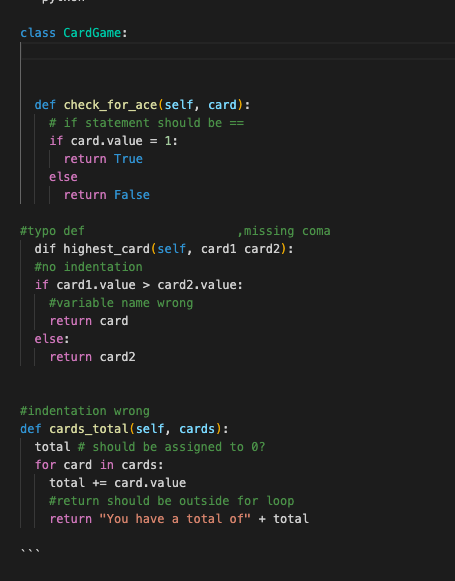 python
class CardGame:
def check_for_ace(self, card):
# if statement should be ==
if card.value = 1:
return True
else
return False
#typo def ,missing coma
dif highest_card(self, card1 card2):
#no indentation
if card1.value > card2.value:
#variable name wrong
return card
else:
return card2
#indentation wrong
def cards_total(self, cards):
total # should be assigned to 0?
for card in cards:
total += card.value
#return should be outside for loop
return "You have a total of" + total
```